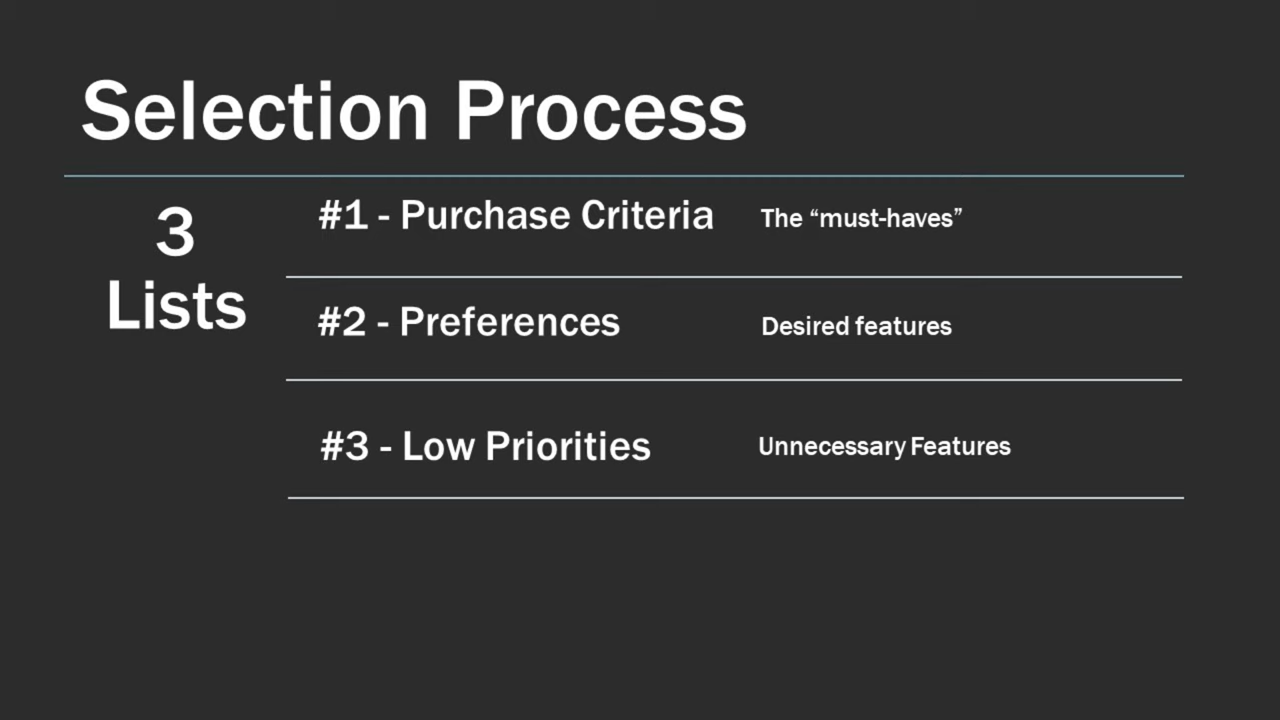 Selection Process
3
Lists
#1 - Purchase Criteria
The “must-haves”
#2 - Preferences
Desired features
#3 - Low Priorities
Unnecessary Features